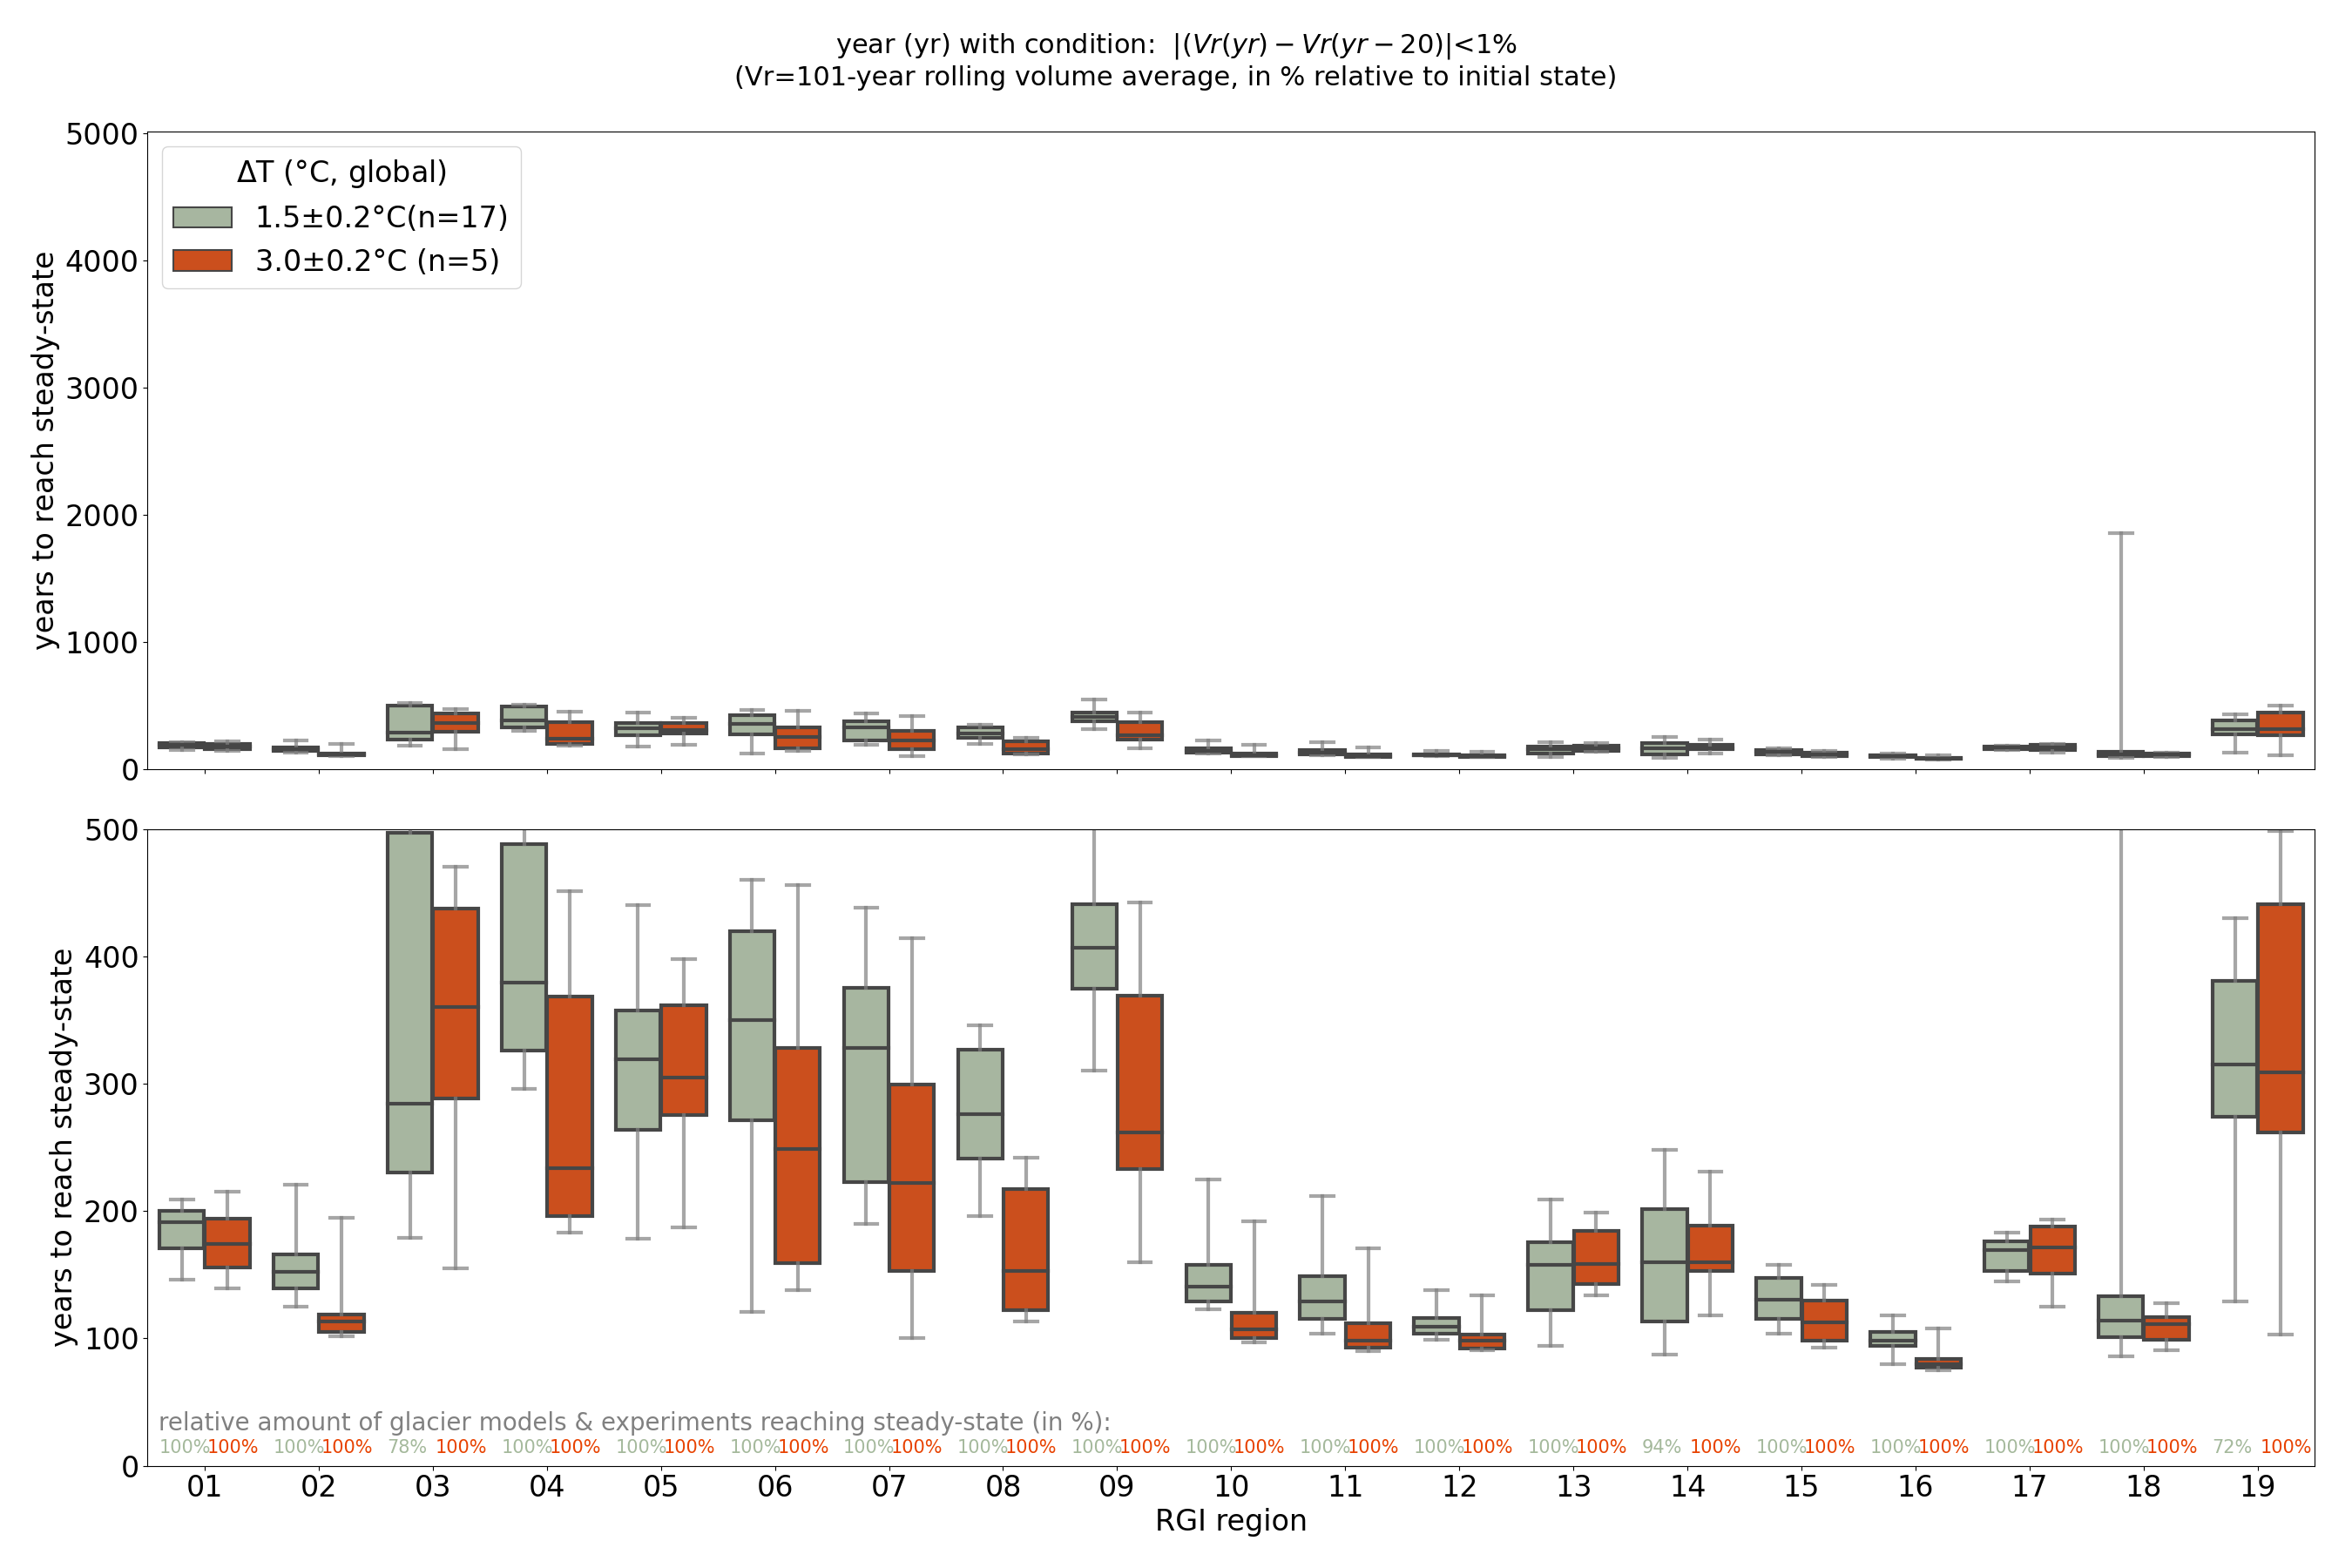 year (yr) with condition:  |(Vr(yr) − Vr(yr − 20)|<1%
(Vr=101-year rolling volume average, in % relative to initial state)
years to reach steady-state
5000
4000
3000
2000
1000
0
ΔT (°C, global)
1.5±0.2°C(n=17)
3.0±0.2°C (n=5)
years to reach steady-state
500
400
300
200
100
0
relative amount of glacier models & experiments reaching steady-state (in %):
100% 100% 100% 100% 78% 100% 100% 100% 100% 100% 100% 100% 100% 100% 100% 100% 100% 100% 100% 100% 100% 100% 100% 100% 100% 100% 94% 100% 100% 100% 100% 100% 100% 100% 100% 100% 72% 100%
01 02 03 04 05 06 07 08 09 10 11 12 13 14 15 16 17 18 19
RGI region